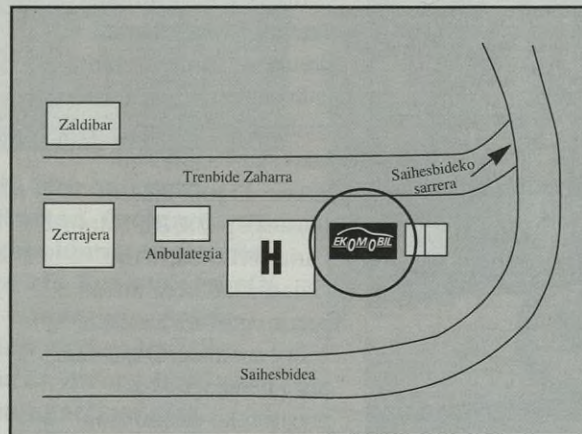 Zaldibar
Trenbide Zaharra
Saihesbideko
sarrera
Zerrajera
Anbulategia
H
EKOMOBIL
Saihesbidea